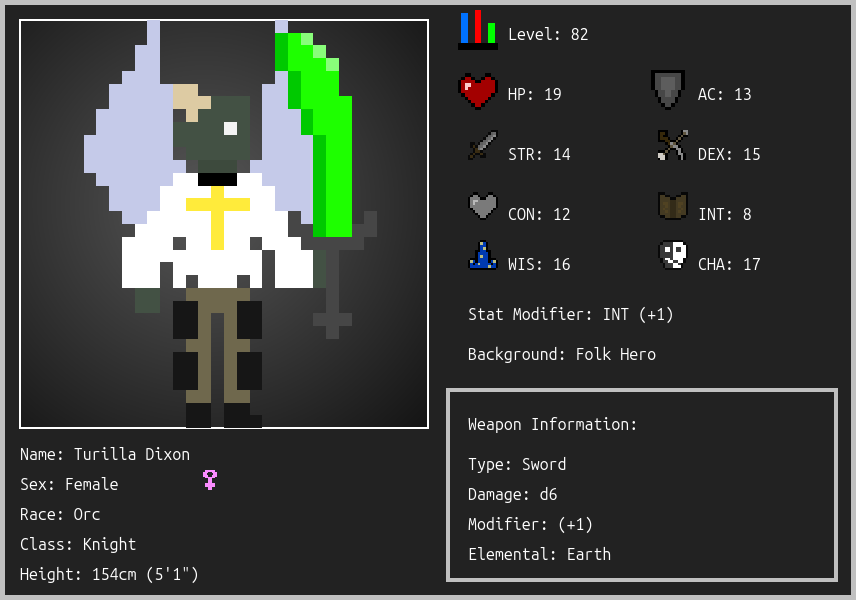 Level: 82
HP: 19
AC: 13
STR: 14
DEX: 15
CON: 12
INT: 8
WIS: 16
CHA: 17
Stat Modifier: INT (+1)
Background: Folk Hero
Weapon Information:
Type: Sword
Damage: d6
Modifier: (+1)
Elemental: Earth
Name: Turilla Dixon
Sex: Female
Race: Orc
Class: Knight
Height: 154cm (5'1")